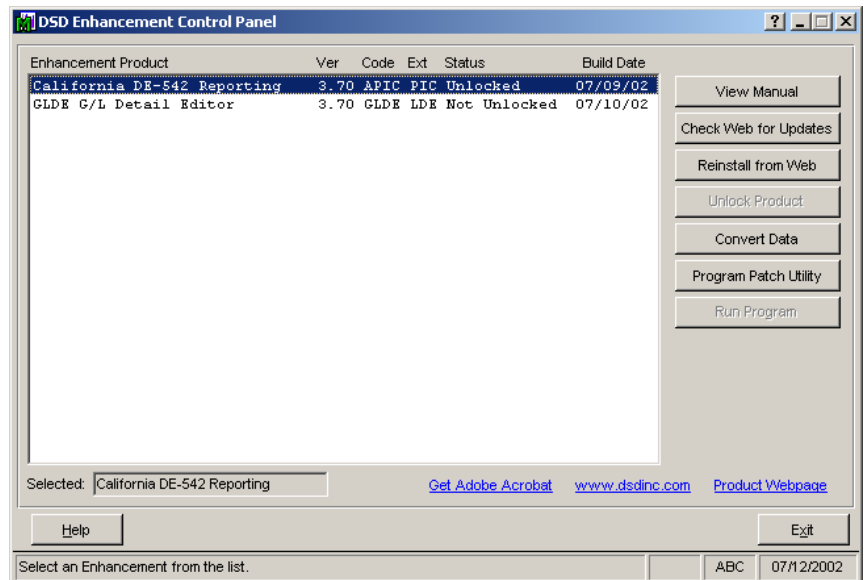 DSD Enhancement Control Panel
Enhancement Product Ver Code Ext Status Build Date
California DE-542 Reporting 3.70 APIC PIC Unlocked 07/09/02
GLDE G/L Detail Editor 3.70 GLDE LDE Not Unlocked 07/10/02
View Manual
Check Web for Updates
Reinstall from Web
Unlock Product
Convert Data
Program Patch Utility
Run Program
Selected: California DE-542 Reporting Get Adobe Acrobat www.dsdinc.com Product Webpage
Help Exit
Select an Enhancement from the list. ABC 07/12/2002